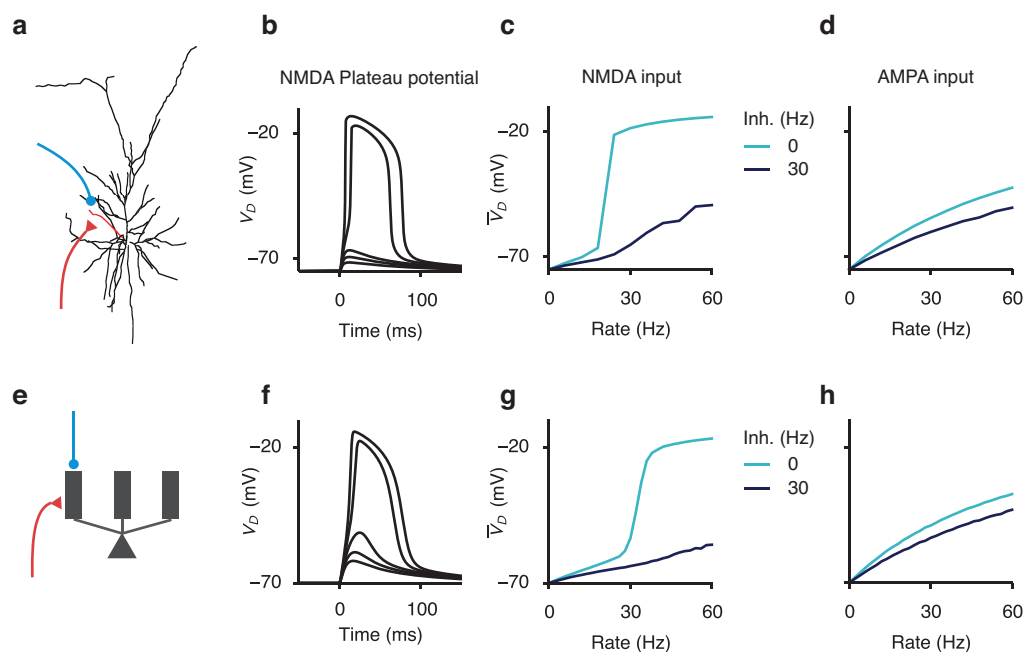 a
b
c
d
NMDA Plateau potential
NMDA input
AMPA input
−20
−70
V_D (mV)
0
100
Time (ms)
−20
−70
V̅_D (mV)
0
30
60
Rate (Hz)
Inh. (Hz)
0
30
0
30
60
Rate (Hz)
e
f
g
h
−20
−70
V_D (mV)
0
100
Time (ms)
−20
−70
V̅_D (mV)
0
30
60
Rate (Hz)
Inh. (Hz)
0
30
0
30
60
Rate (Hz)